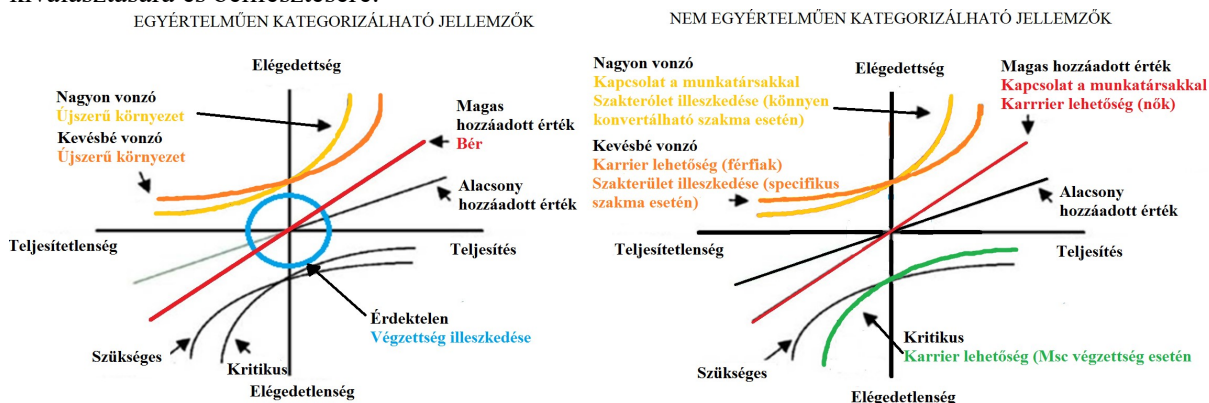 kiválasztására és beillesztésére.
EGYÉRTELMŰEN KATEGORIZÁLHATÓ JELLEMZŐK
Elégedettség
Nagyon vonzó
Újszerű környezet
Kevésbé vonzó
Újszerű környezet
Magas
hozzáadott érték
Bér
Alacsony
hozzáadott érték
Teljesítetlenség
Teljesítés
Érdektelen
Végzettség illeszkedése
Szükséges
Kritikus
Elégedetlenség
NEM EGYÉRTELMŰEN KATEGORIZÁLHATÓ JELLEMZŐK
Elégedettség
Nagyon vonzó
Kapcsolat a munkatársakkal
Szakterólet illeszkedése (könnyen
konvertálható szakma esetén)
Kevésbé vonzó
Karrier lehetőség (férfiak)
Szakterület illeszkedése (specifikus
szakma esetén)
Magas hozzáadott érték
Kapcsolat a munkatársakkal
Karrrier lehetőség (nők)
Alacsony
hozzáadott érték
Teljesítetlenség
Teljesítés
Kritikus
Karrier lehetőség (Msc végzettség esetén
Szükséges
Elégedetlenség